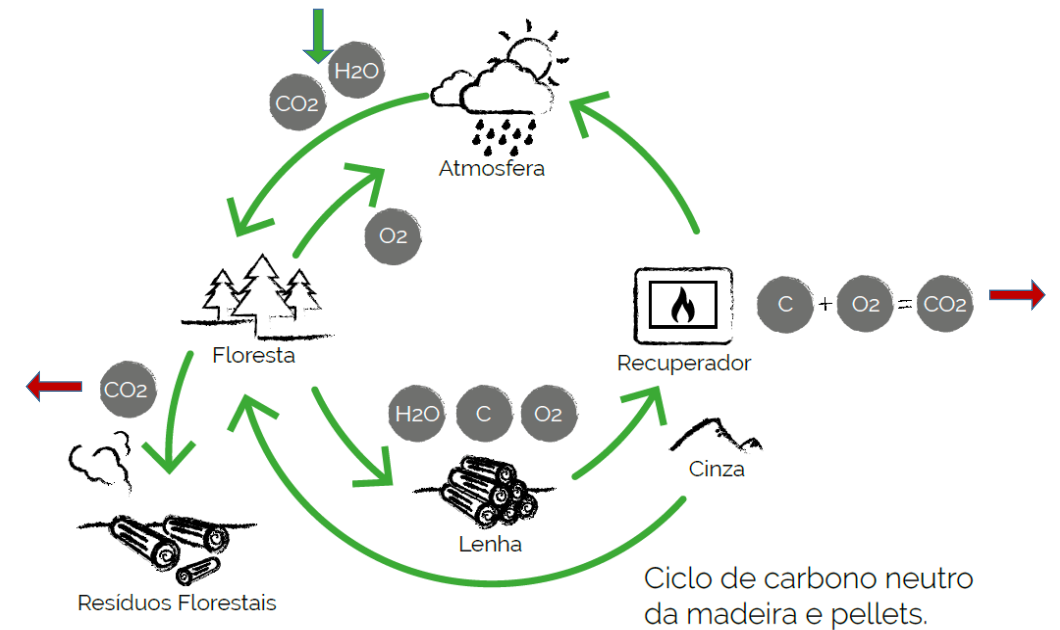 H2O
CO2
Atmosfera
O2
Floresta
C + O2 = CO2
Recuperador
CO2
H2O C O2
Cinza
Lenha
Resíduos Florestais
Ciclo de carbono neutro
da madeira e pellets.